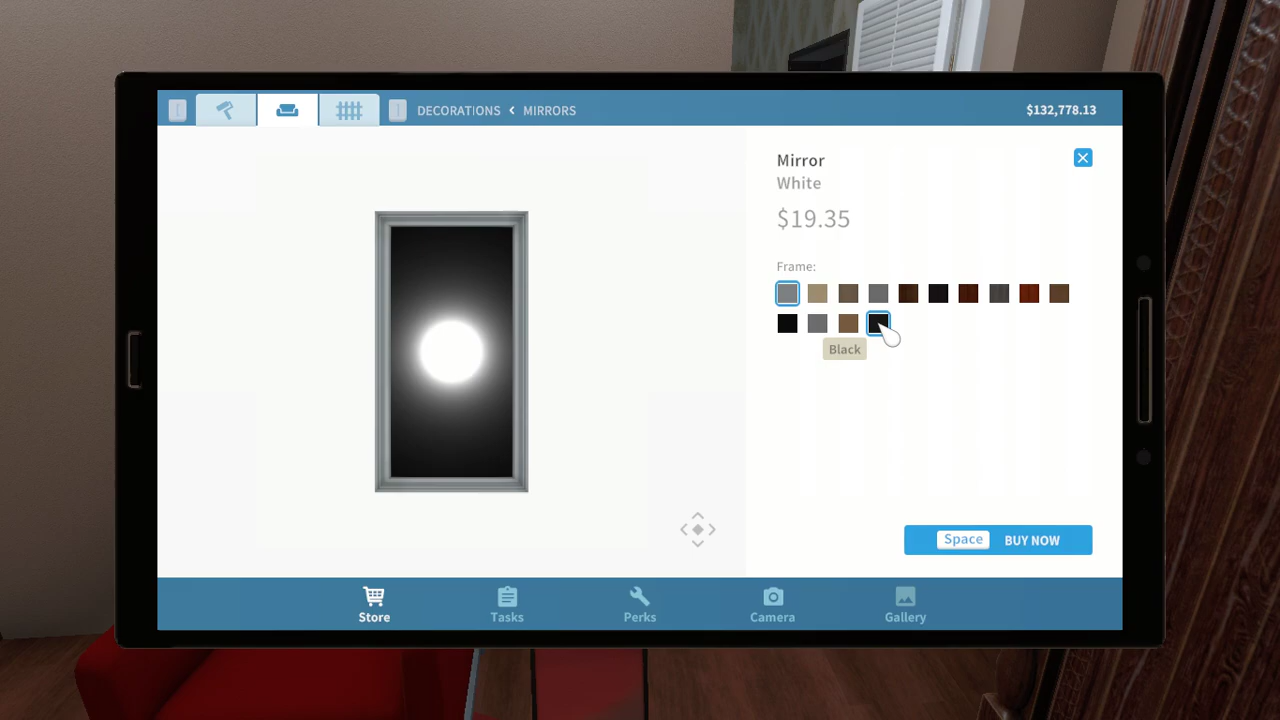 DECORATIONS < MIRRORS
$132,778.13
Mirror
White
$19.35
Frame:
Black
Space BUY NOW
Store
Tasks
Perks
Camera
Gallery